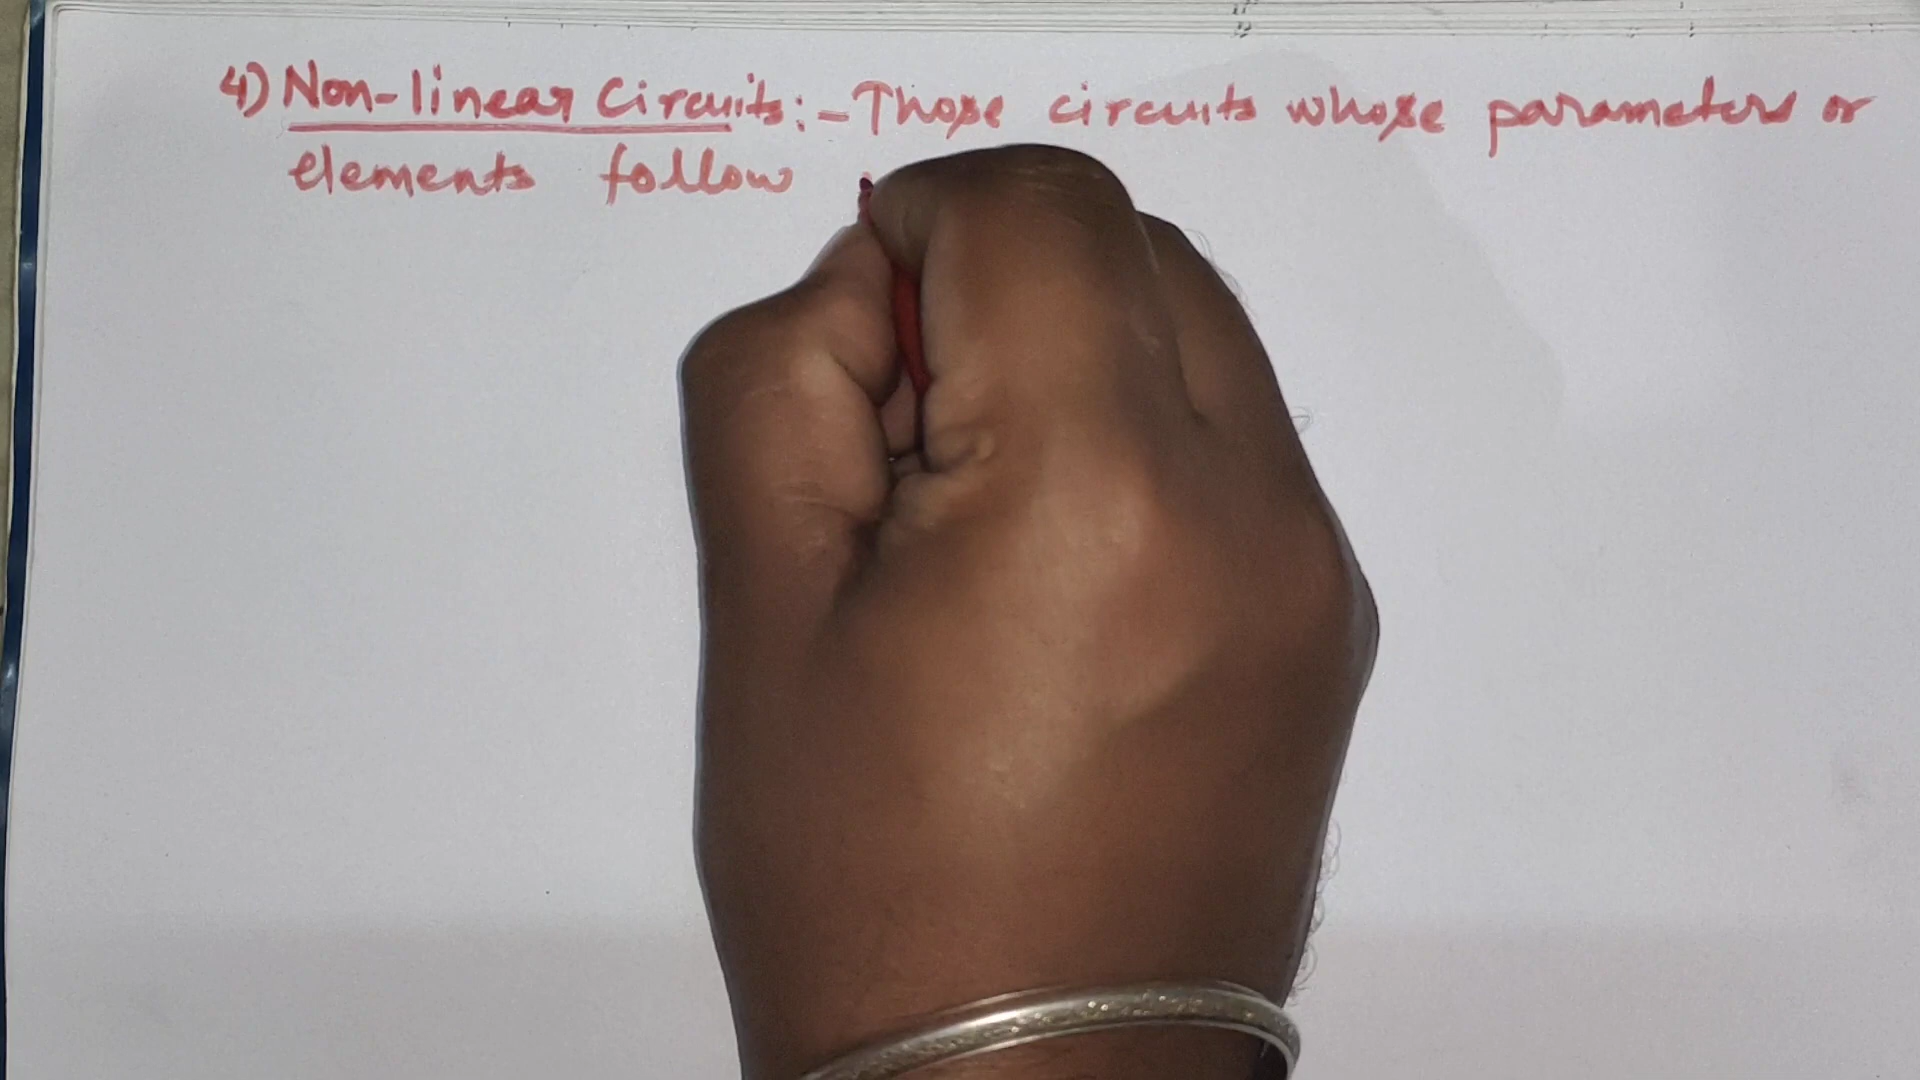 4) Non-linear Circuits:- Those circuits whose parameters or
elements follow